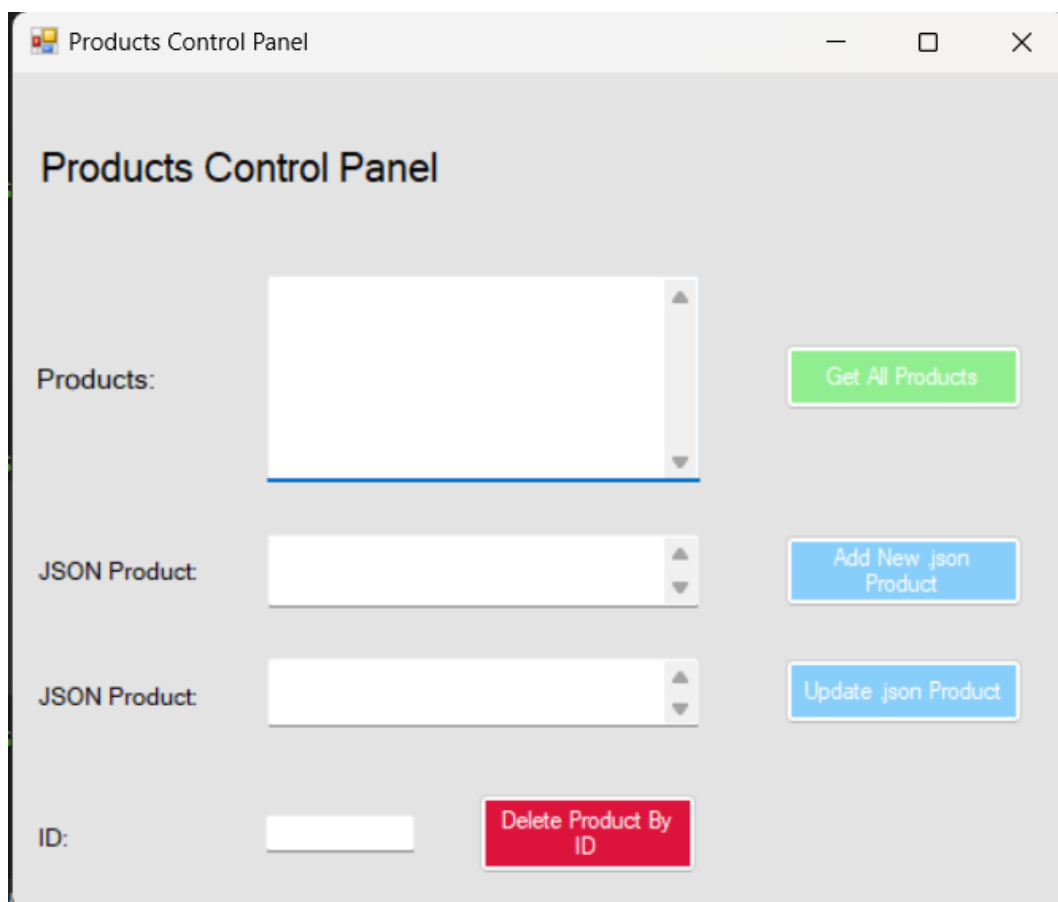 Products Control Panel
Products Control Panel
Products:
Get All Products
JSON Product:
Add New .json
Product
JSON Product:
Update .json Product
ID:
Delete Product By
ID